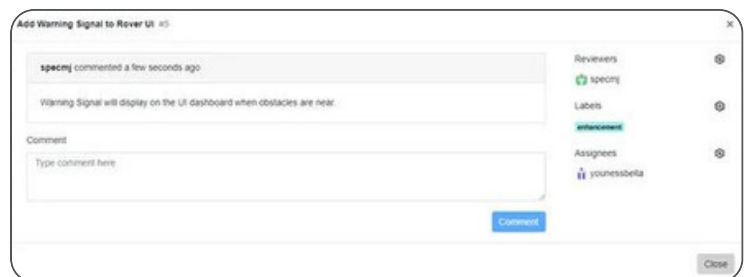 Add Warning Signal to Rover UI #5
×
specmj commented a few seconds ago
Warning Signal will display on the UI dashboard when obstacles are near.
Comment
Type comment here
Comment
Reviewers
specmj
Labels
enhancement
Assignees
younessbella
Close